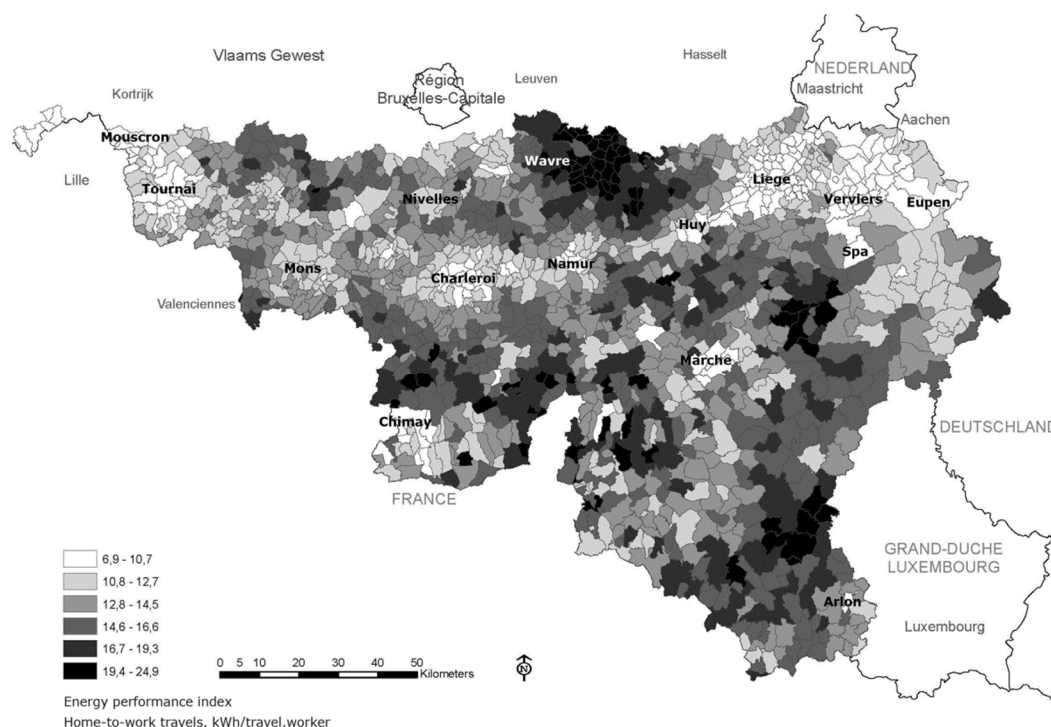 Vlaams Gewest
Hasselt
NEDERLAND
Région
Bruxelles-Capitale
Leuven
Maastricht
Kortrijk
Aachen
Mouscron
Wavre
Lille
Tournai
Liege
Nivelles
Verviers
Eupen
Huy
Spa
Mons
Namur
Charleroi
Valenciennes
Marche
Chimay
DEUTSCHLAND
FRANCE
GRAND-DUCHE
LUXEMBOURG
Arlon
Luxembourg
6,9 - 10,7
10,8 - 12,7
12,8 - 14,5
14,6 - 16,6
16,7 - 19,3
19,4 - 24,9
0 5 10 20 30 40 50
Kilometers
N
Energy performance index
Home-to-work travels, kWh/travel.worker